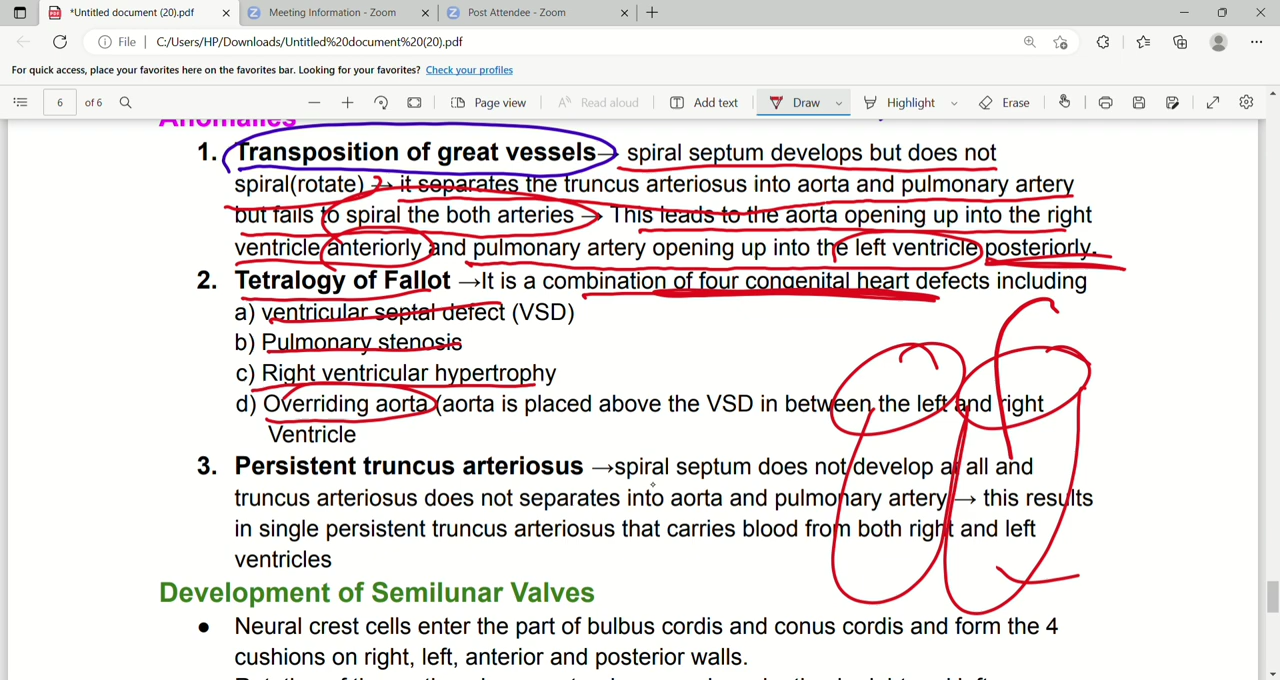 *Untitled document (20).pdf
Meeting Information - Zoom
Post Attendee - Zoom
File
C:/Users/HP/Downloads/Untitled%20document%20(20).pdf
For quick access, place your favorites here on the favorites bar. Looking for your favorites? Check your profiles
6 of 6
Page view
Read aloud
Add text
Draw
Highlight
Erase
Anomalies
1. Transposition of great vessels→ spiral septum develops but does not
spiral(rotate) → it separates the truncus arteriosus into aorta and pulmonary artery
but fails to spiral the both arteries → This leads to the aorta opening up into the right
ventricle anteriorly and pulmonary artery opening up into the left ventricle posteriorly.
2. Tetralogy of Fallot →It is a combination of four congenital heart defects including
a) ventricular septal defect (VSD)
b) Pulmonary stenosis
c) Right ventricular hypertrophy
d) Overriding aorta (aorta is placed above the VSD in between the left and right
Ventricle
3. Persistent truncus arteriosus →spiral septum does not develop at all and
truncus arteriosus does not separates into aorta and pulmonary artery → this results
in single persistent truncus arteriosus that carries blood from both right and left
ventricles
Development of Semilunar Valves
● Neural crest cells enter the part of bulbus cordis and conus cordis and form the 4
cushions on right, left, anterior and posterior walls.